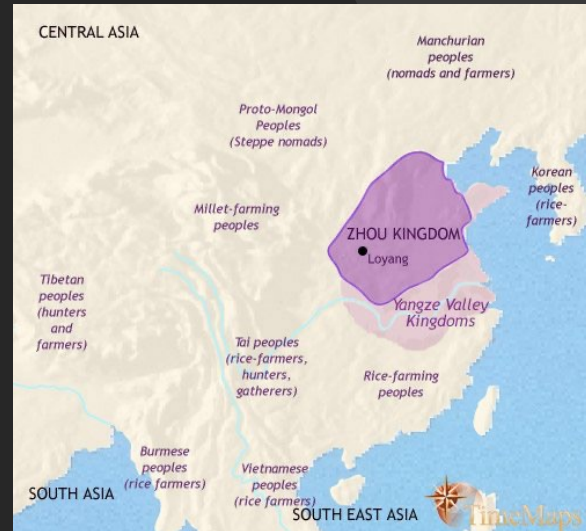 CENTRAL ASIA
Manchurian
peoples
(nomads and farmers)
Proto-Mongol
Peoples
(Steppe nomads)
Korean
peoples
(rice-
farmers)
Millet-farming
peoples
ZHOU KINGDOM
Loyang
Tibetan
peoples
(hunters
and
farmers)
Yangze Valley
Kingdoms
Tai peoples
(rice-farmers,
hunters,
gatherers)
Rice-farming
peoples
Burmese
peoples
(rice farmers)
Vietnamese
peoples
(rice farmers)
SOUTH ASIA
SOUTH EAST ASIA
TimeMaps